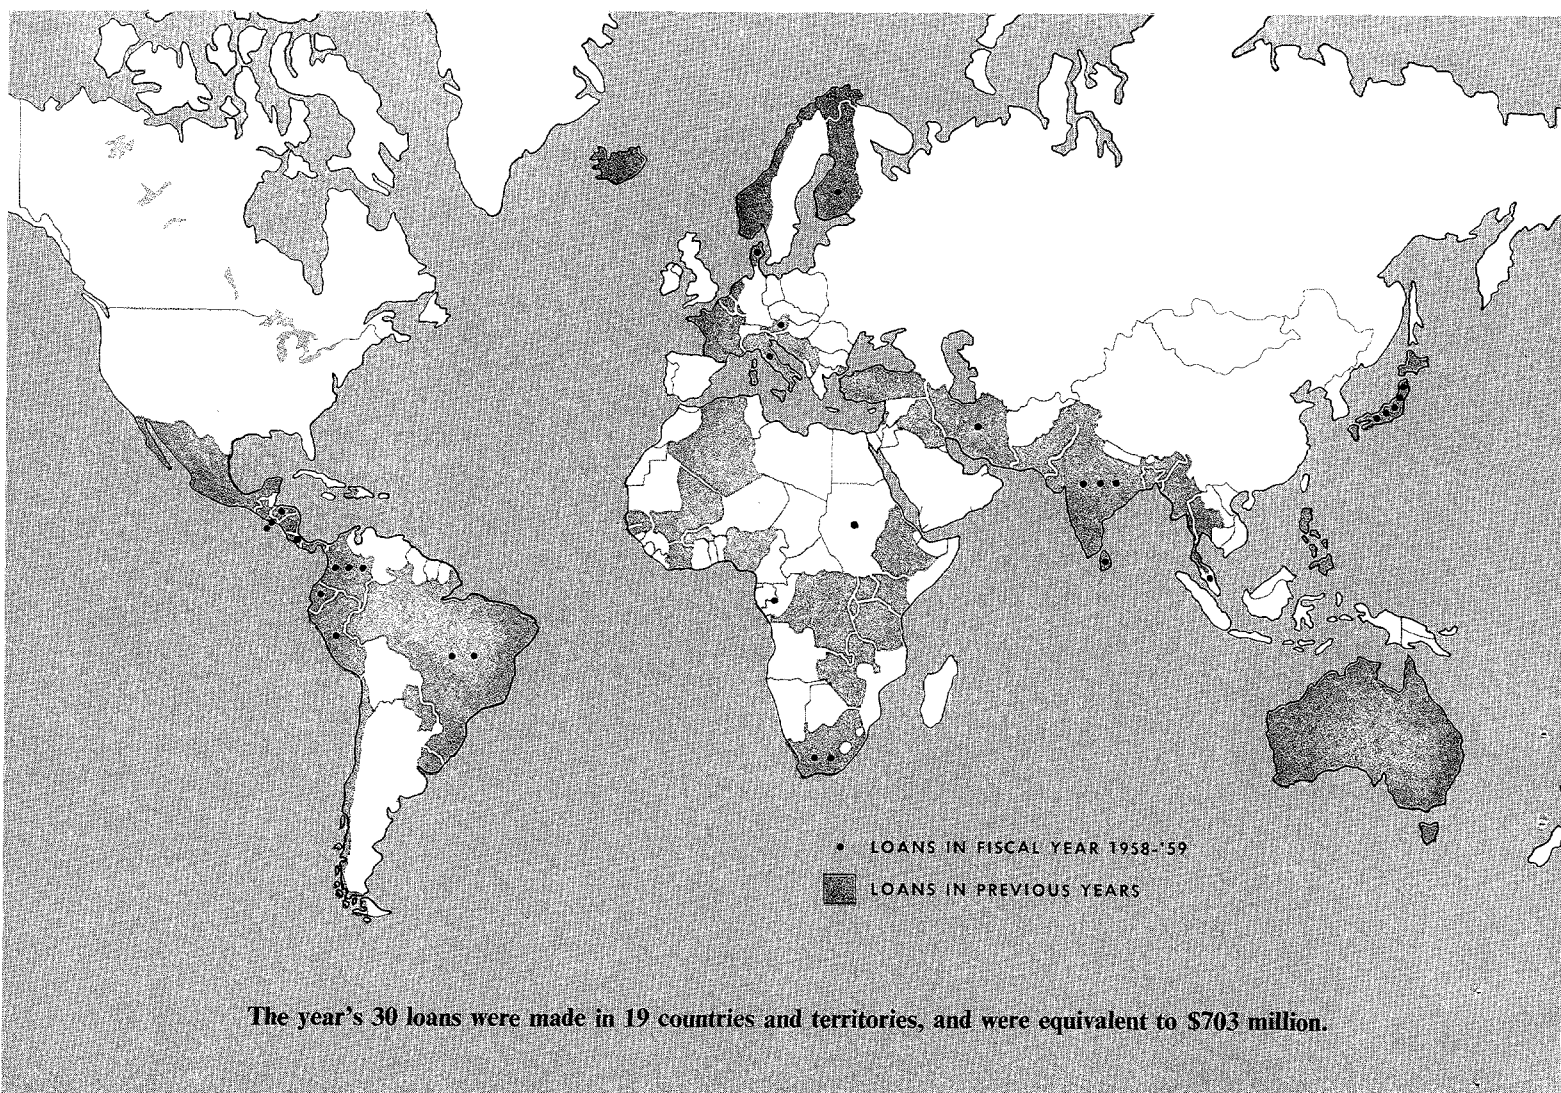 LOANS IN FISCAL YEAR 1958-'59
LOANS IN PREVIOUS YEARS
The year's 30 loans were made in 19 countries and territories, and were equivalent to $703 million.